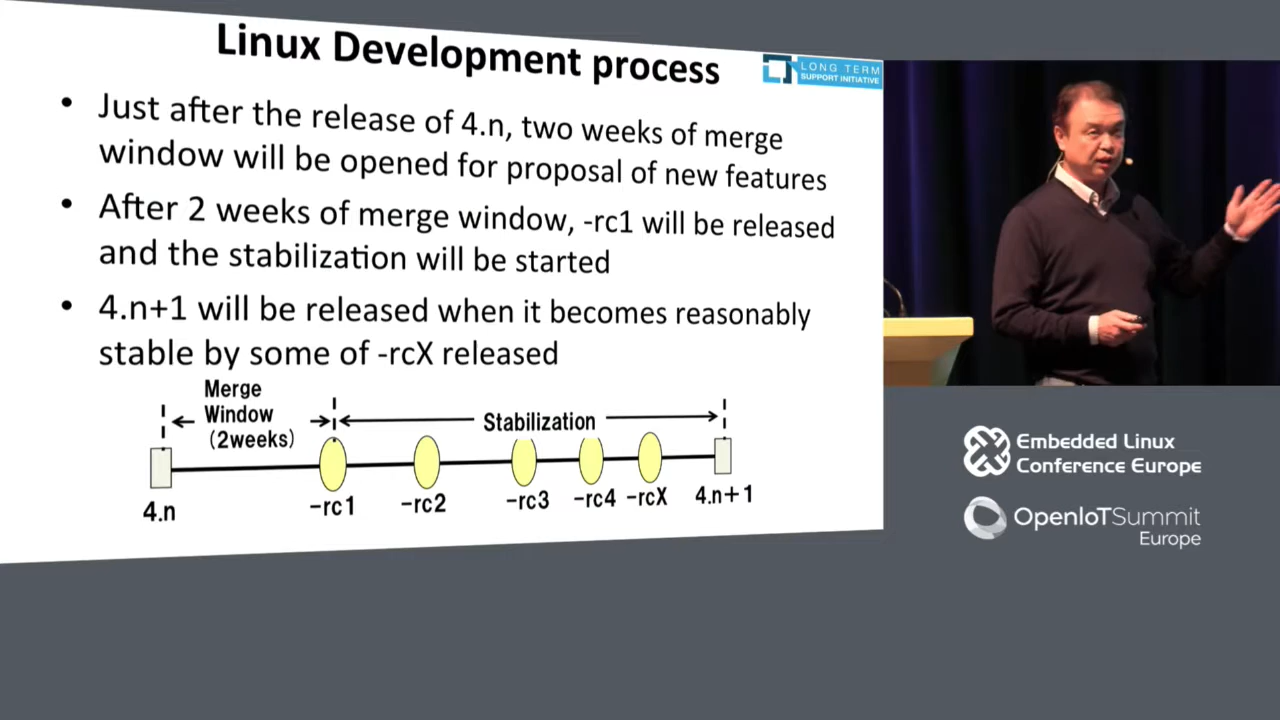 Linux Development process
LONG TERM
SUPPORT INITIATIVE
• Just after the release of 4.n, two weeks of merge
window will be opened for proposal of new features
• After 2 weeks of merge window, -rc1 will be released
and the stabilization will be started
• 4.n+1 will be released when it becomes reasonably
stable by some of -rcX released
Merge
Window
(2weeks)
Stabilization
4.n
-rc1
-rc2
-rc3
-rc4
-rcX
4.n+1
Embedded Linux
Conference Europe
OpenIoTSummit
Europe